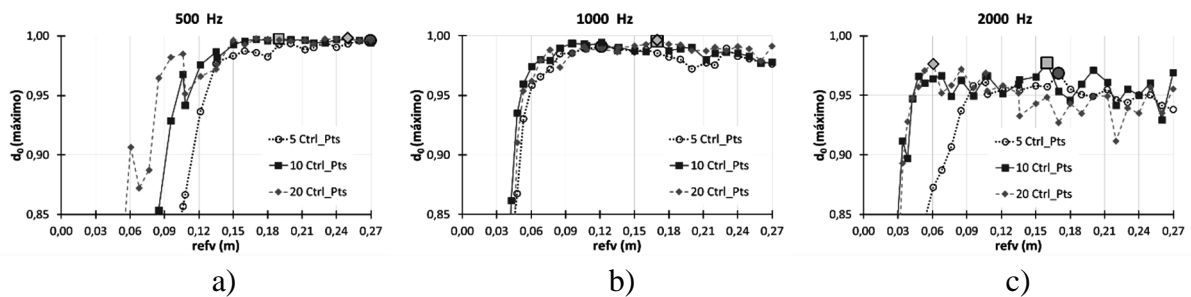 500 Hz
d₀ (máximo)
1,00
0,95
0,90
0,85
5 Ctrl_Pts
10 Ctrl_Pts
20 Ctrl_Pts
0,00 0,03 0,06 0,09 0,12 0,15 0,18 0,21 0,24 0,27
refv (m)
a)
1000 Hz
d₀ (máximo)
1,00
0,95
0,90
0,85
5 Ctrl_Pts
10 Ctrl_Pts
20 Ctrl_Pts
0,00 0,03 0,06 0,09 0,12 0,15 0,18 0,21 0,24 0,27
refv (m)
b)
2000 Hz
d₀ (máximo)
1,00
0,95
0,90
0,85
5 Ctrl_Pts
10 Ctrl_Pts
20 Ctrl_Pts
0,00 0,03 0,06 0,09 0,12 0,15 0,18 0,21 0,24 0,27
refv (m)
c)